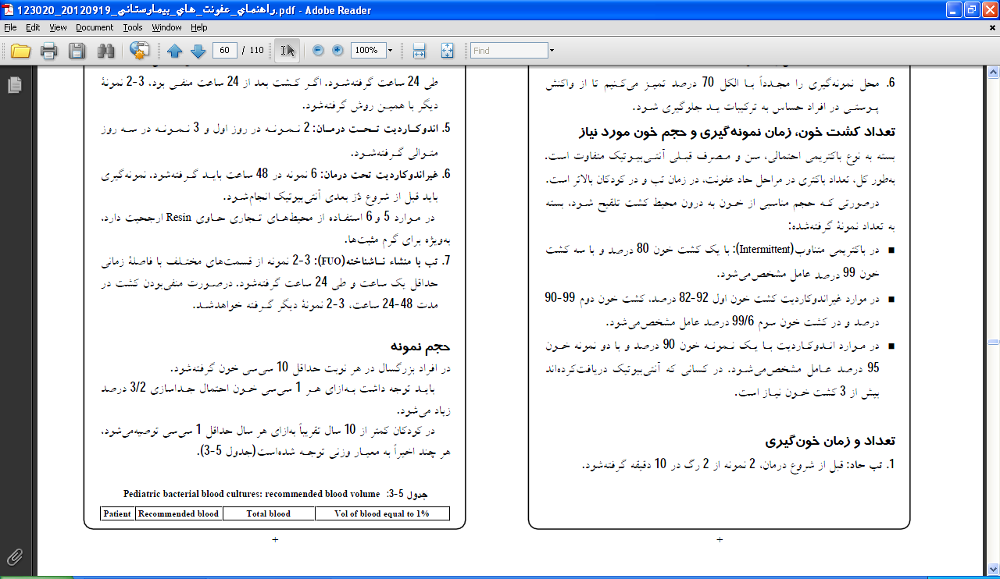 123020_20120919_راهنماي_عفونت_هاي_بيمارستاني.pdf - Adobe Reader
File Edit View Document Tools Window Help
60 / 110 100% Find
6. محل نمونه‌گیری را مجدداً با الکل 70 درصد تمیز می‌کنیم تا از واکنش
پوستی در افراد حساس به ترکیبات ید جلوگیری شود.
تعداد کشت خون، زمان نمونه‌گیری و حجم خون مورد نیاز
بسته به نوع باکتریمی احتمالی، سن و مصرف قبلی آنتی‌بیوتیک متفاوت است.
به‌طور کل، تعداد باکتری در مراحل حاد عفونت، در زمان تب و در کودکان بالاتر است.
درصورتی که حجم مناسبی از خون به درون محیط کشت تلقیح شود، بسته
به تعداد نمونهٔ گرفته‌شده:
■ در باکتریمی متناوب(Intermittent): با یک کشت خون 80 درصد و با سه کشت
خون 99 درصد عامل مشخص‌می‌شود.
■ در موارد غیراندوکاردیت کشت خون اول 92-82 درصد، کشت خون دوم 99-90
درصد و در کشت خون سوم 99/6 درصد عامل مشخص‌می‌شود.
■ در موارد اندوکاردیت با یک نمونه خون 90 درصد و با دو نمونه خون
95 درصد عامل مشخص‌می‌شود. در کسانی که آنتی‌بیوتیک دریافت‌کرده‌اند
بیش از 3 کشت خون نیاز است.
تعداد و زمان خون‌گیری
1. تب حاد: قبل از شروع درمان، 2 نمونه از 2 رگ در 10 دقیقه گرفته‌شود.
طی 24 ساعت گرفته‌شود. اگر کشت بعد از 24 ساعت منفی بود، 3-2 نمونهٔ
دیگر با همین روش گرفته‌شود.
5. اندوکاردیت تحت درمان: 2 نمونه در روز اول و 3 نمونه در سه روز
متوالی گرفته‌شود.
6. غیراندوکاردیت تحت درمان: 6 نمونه در 48 ساعت باید گرفته‌شود. نمونه‌گیری
باید قبل از شروع دُز بعدی آنتی‌بیوتیک انجام‌شود.
در موارد 5 و 6 استفاده از محیط‌های تجاری حاوی Resin ارجحیت دارد،
به‌ویژه برای گرم مثبت‌ها.
7. تب با منشاء ناشناخته(FUO): 3-2 نمونه از قسمت‌های مختلف با فاصلهٔ زمانی
حداقل یک ساعت و طی 24 ساعت گرفته‌شود. درصورت منفی‌بودن کشت در
مدت 48-24 ساعت، 3-2 نمونهٔ دیگر گرفته خواهدشد.
حجم نمونه
در افراد بزرگسال در هر نوبت حداقل 10 سی‌سی خون گرفته‌شود.
باید توجه داشت به‌ازای هر 1 سی‌سی خون احتمال جداسازی 3/2 درصد
زیاد می‌شود.
در کودکان کمتر از 10 سال تقریباً به‌ازای هر سال حداقل 1 سی‌سی توصیه‌می‌شود،
هر چند اخیراً به معیار وزنی توجه شده‌است(جدول 5-3).
جدول 5-3: Pediatric bacterial blood cultures: recommended blood volume
Patient Recommended blood Total blood Vol of blood equal to 1%